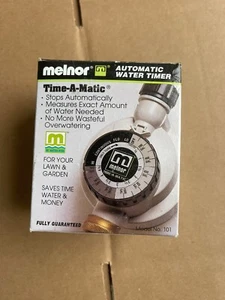 melnor M ® AUTOMATIC
WATER TIMER
Time-A-Matic®
• Stops Automatically
• Measures Exact Amount
of Water Needed
• No More Wasteful
Overwatering
M
FOR YOUR
LAWN &
GARDEN
SAVES TIME
WATER &
MONEY
FULLY GUARANTEED
M
melnor
Model No. 101